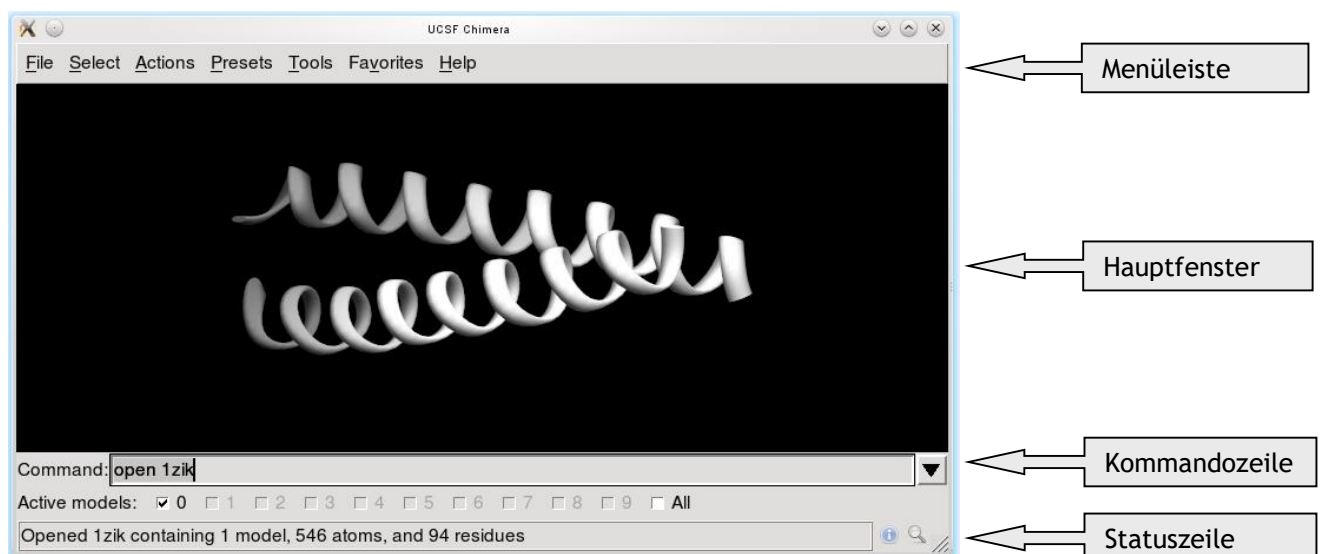 UCSF Chimera
File Select Actions Presets Tools Favorites Help
Menüleiste
Hauptfenster
Command: open 1zik
Kommandozeile
Active models: 0 1 2 3 4 5 6 7 8 9 All
Opened 1zik containing 1 model, 546 atoms, and 94 residues
Statuszeile